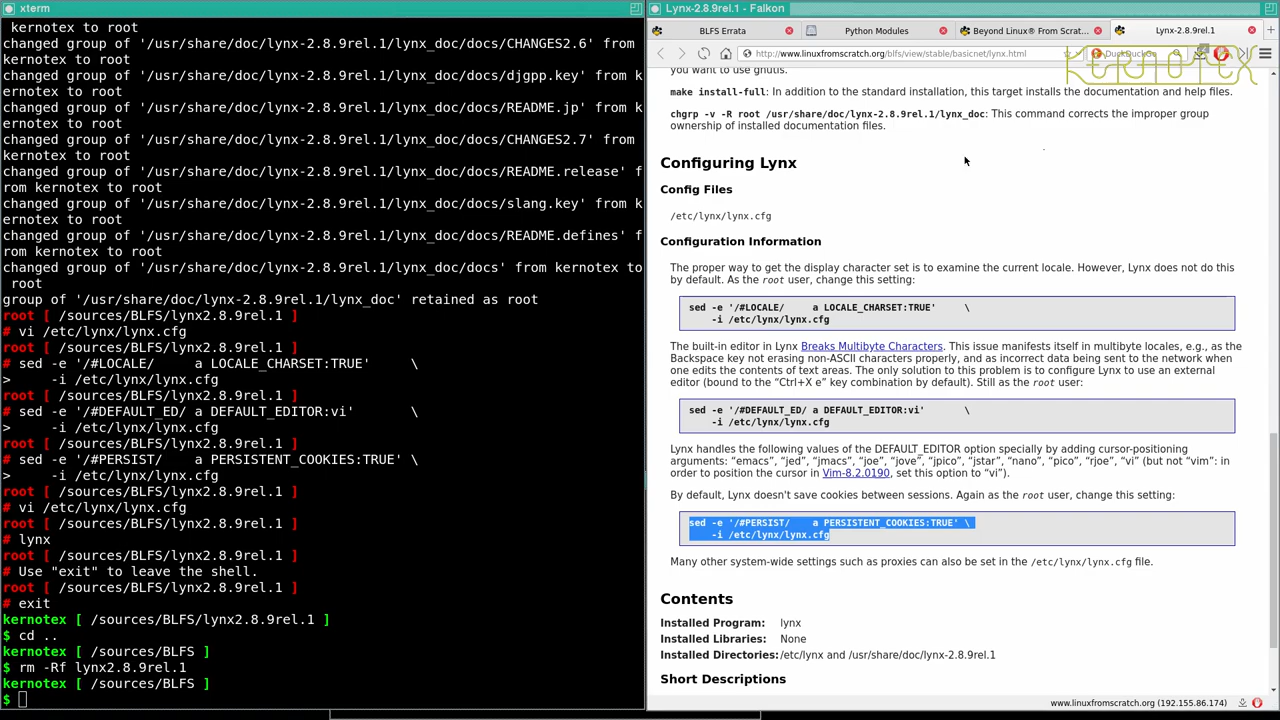 xterm
kernotex to root
changed group of '/usr/share/doc/lynx-2.8.9rel.1/lynx_doc/docs/CHANGES2.6' from
kernotex to root
changed group of '/usr/share/doc/lynx-2.8.9rel.1/lynx_doc/docs/djgpp.key' from k
ernotex to root
changed group of '/usr/share/doc/lynx-2.8.9rel.1/lynx_doc/docs/README.jp' from k
ernotex to root
changed group of '/usr/share/doc/lynx-2.8.9rel.1/lynx_doc/docs/CHANGES2.7' from
kernotex to root
changed group of '/usr/share/doc/lynx-2.8.9rel.1/lynx_doc/docs/README.release' f
rom kernotex to root
changed group of '/usr/share/doc/lynx-2.8.9rel.1/lynx_doc/docs/slang.key' from k
ernotex to root
changed group of '/usr/share/doc/lynx-2.8.9rel.1/lynx_doc/docs/README.defines' f
rom kernotex to root
changed group of '/usr/share/doc/lynx-2.8.9rel.1/lynx_doc/docs' from kernotex to
root
group of '/usr/share/doc/lynx-2.8.9rel.1/lynx_doc' retained as root
root [ /sources/BLFS/lynx2.8.9rel.1 ]
# vi /etc/lynx/lynx.cfg
root [ /sources/BLFS/lynx2.8.9rel.1 ]
# sed -e '/#LOCALE/     a LOCALE_CHARSET:TRUE'     \
>     -i /etc/lynx/lynx.cfg
root [ /sources/BLFS/lynx2.8.9rel.1 ]
# sed -e '/#DEFAULT_ED/ a DEFAULT_EDITOR:vi'       \
>     -i /etc/lynx/lynx.cfg
root [ /sources/BLFS/lynx2.8.9rel.1 ]
# sed -e '/#PERSIST/    a PERSISTENT_COOKIES:TRUE' \
>     -i /etc/lynx/lynx.cfg
root [ /sources/BLFS/lynx2.8.9rel.1 ]
# vi /etc/lynx/lynx.cfg
root [ /sources/BLFS/lynx2.8.9rel.1 ]
# lynx
root [ /sources/BLFS/lynx2.8.9rel.1 ]
# Use "exit" to leave the shell.
root [ /sources/BLFS/lynx2.8.9rel.1 ]
# exit
kernotex [ /sources/BLFS/lynx2.8.9rel.1 ]
$ cd ..
kernotex [ /sources/BLFS ]
$ rm -Rf lynx2.8.9rel.1
kernotex [ /sources/BLFS ]
$
Lynx-2.8.9rel.1 - Falkon
BLFS Errata
Python Modules
Beyond Linux® From Scrat…
Lynx-2.8.9rel.1
http://www.linuxfromscratch.org/blfs/view/stable/basicnet/lynx.html
DuckDuckGo
KERNOTEX
you want to use gnutls.
make install-full: In addition to the standard installation, this target installs the documentation and help files.
chgrp -v -R root /usr/share/doc/lynx-2.8.9rel.1/lynx_doc: This command corrects the improper group
ownership of installed documentation files.
Configuring Lynx
Config Files
/etc/lynx/lynx.cfg
Configuration Information
The proper way to get the display character set is to examine the current locale. However, Lynx does not do this
by default. As the root user, change this setting:
sed -e '/#LOCALE/     a LOCALE_CHARSET:TRUE'     \
-i /etc/lynx/lynx.cfg
The built-in editor in Lynx Breaks Multibyte Characters. This issue manifests itself in multibyte locales, e.g., as the
Backspace key not erasing non-ASCII characters properly, and as incorrect data being sent to the network when
one edits the contents of text areas. The only solution to this problem is to configure Lynx to use an external
editor (bound to the “Ctrl+X e” key combination by default). Still as the root user:
sed -e '/#DEFAULT_ED/ a DEFAULT_EDITOR:vi'       \
-i /etc/lynx/lynx.cfg
Lynx handles the following values of the DEFAULT_EDITOR option specially by adding cursor-positioning
arguments: “emacs”, “jed”, “jmacs”, “joe”, “jove”, “jpico”, “jstar”, “nano”, “pico”, “rjoe”, “vi” (but not “vim”: in
order to position the cursor in Vim-8.2.0190, set this option to “vi”).
By default, Lynx doesn't save cookies between sessions. Again as the root user, change this setting:
sed -e '/#PERSIST/    a PERSISTENT_COOKIES:TRUE' \
-i /etc/lynx/lynx.cfg
Many other system-wide settings such as proxies can also be set in the /etc/lynx/lynx.cfg file.
Contents
Installed Program: lynx
Installed Libraries: None
Installed Directories: /etc/lynx and /usr/share/doc/lynx-2.8.9rel.1
Short Descriptions
www.linuxfromscratch.org (192.155.86.174)